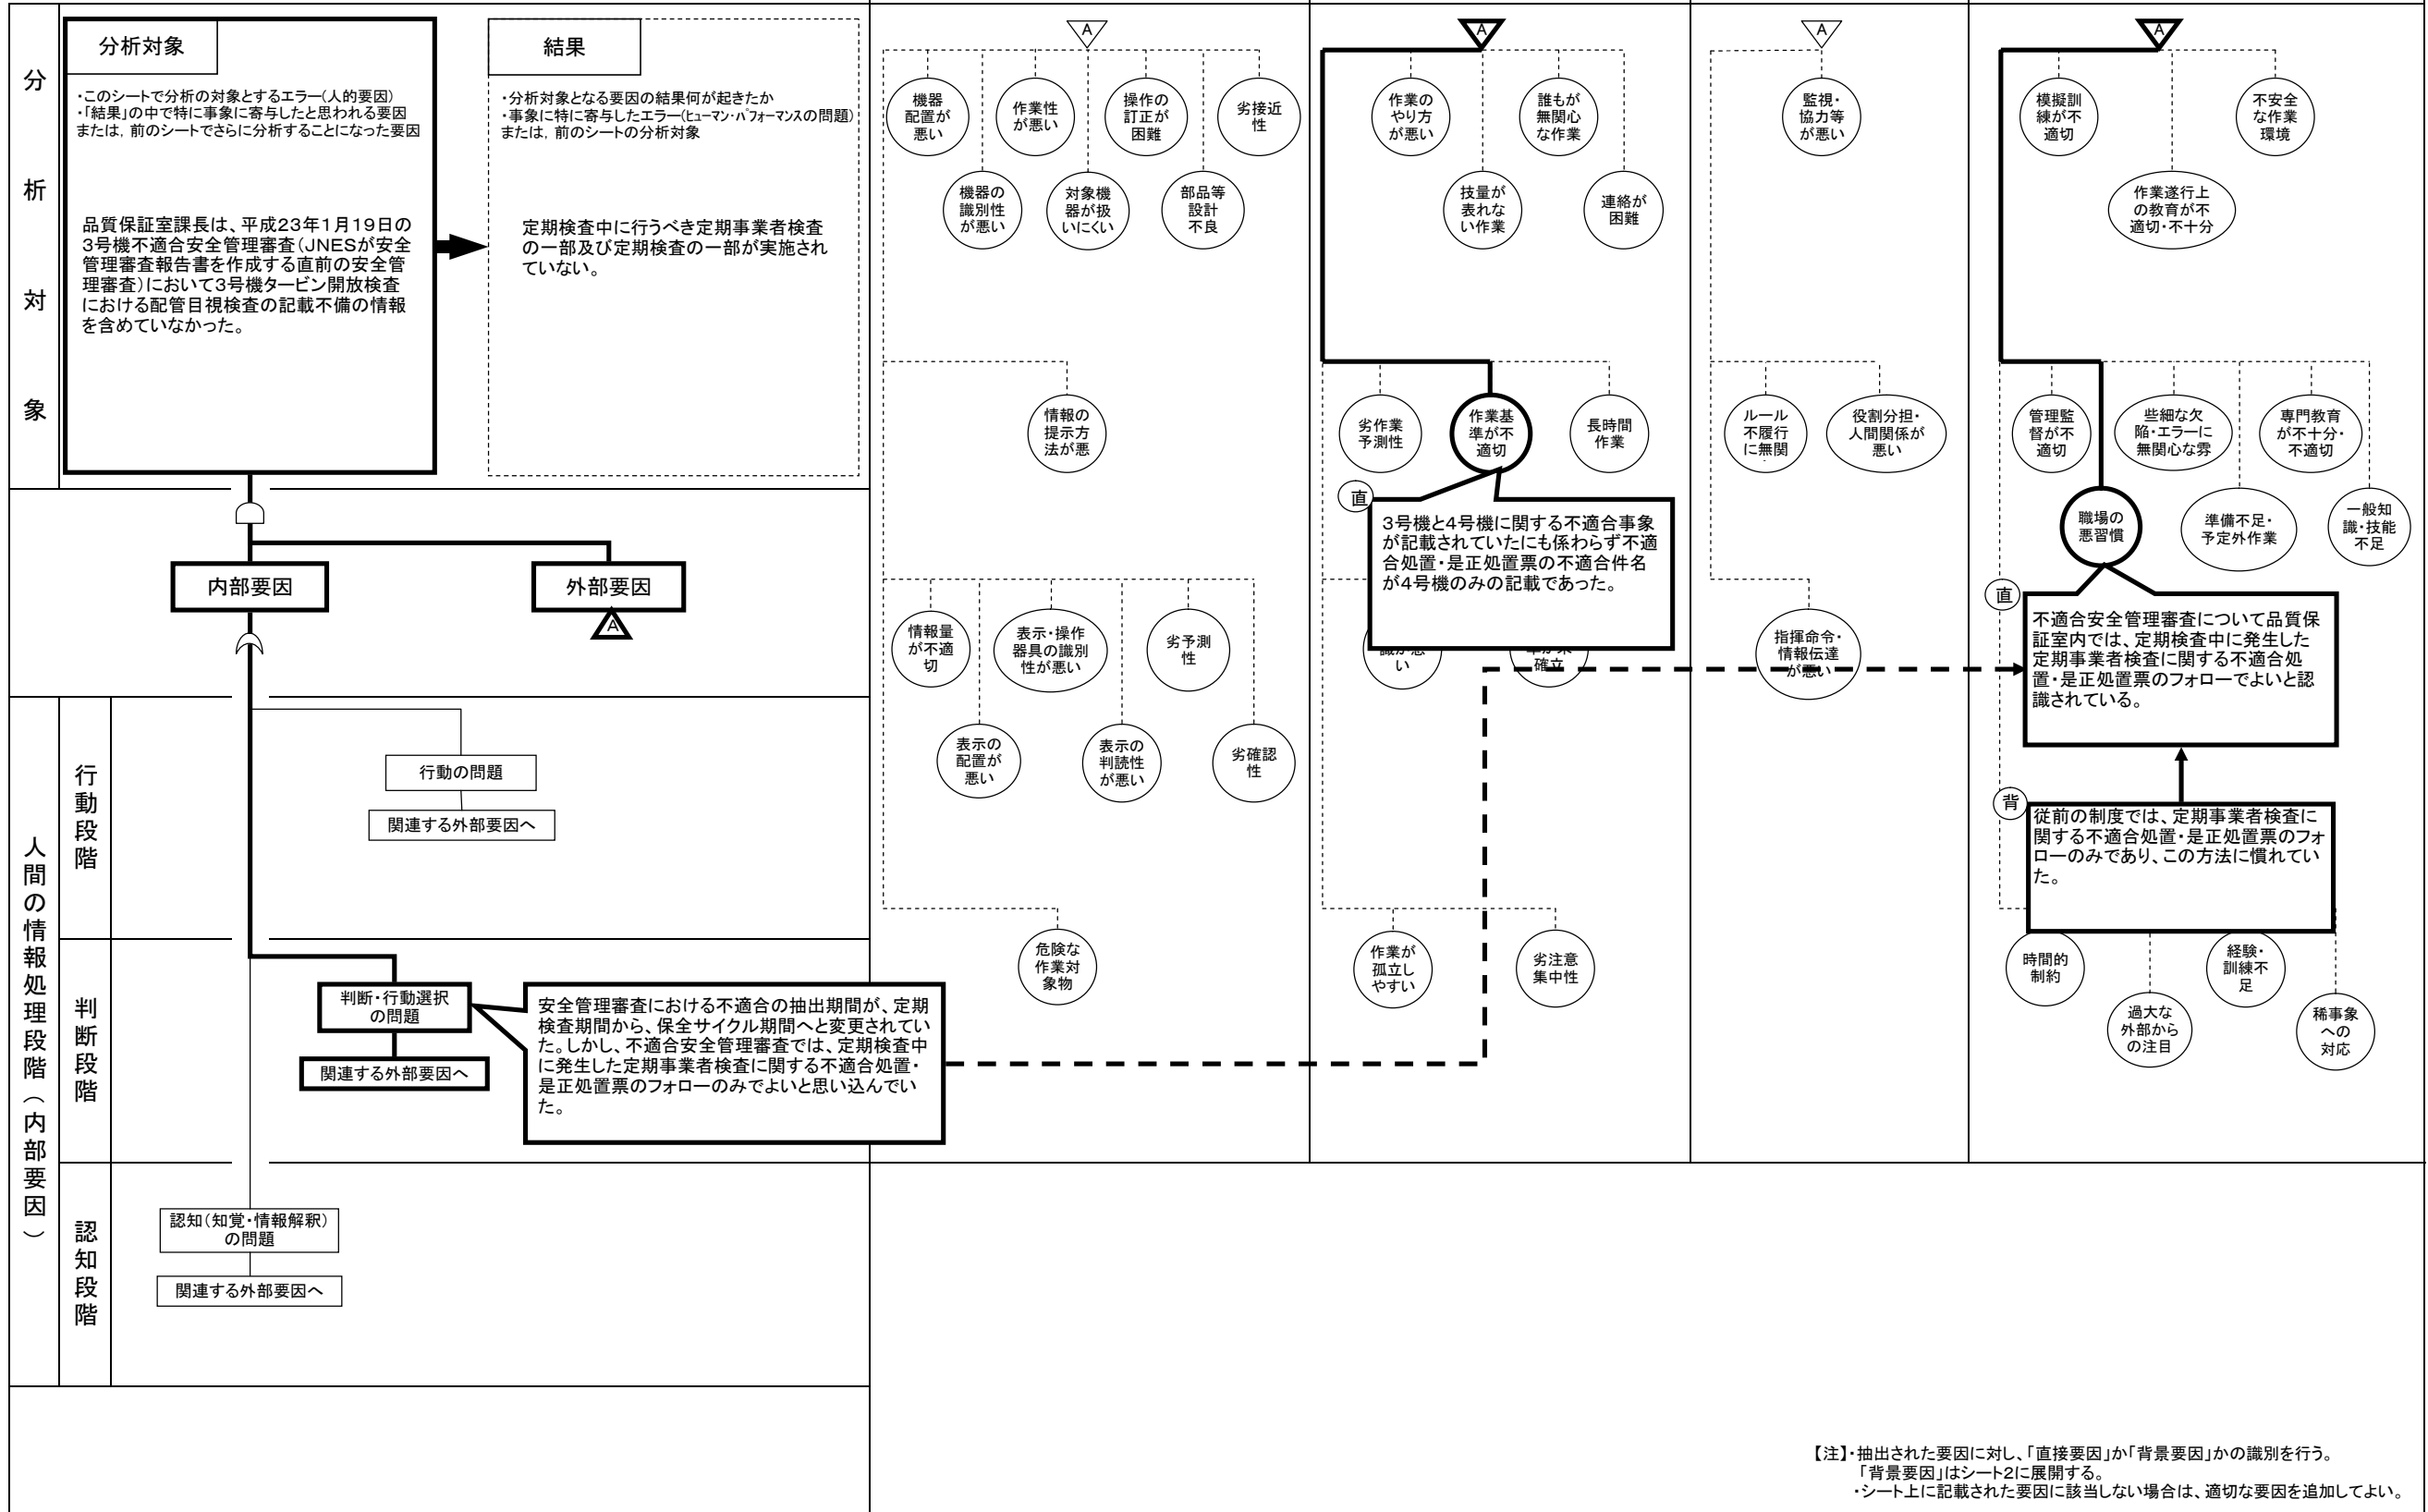 分析対象
分析対象
・このシートで分析の対象とするエラー(人的要因)
・「結果」の中で特に事象に寄与したと思われる要因
または，前のシートでさらに分析することになった要因
品質保証室課長は、平成23年1月19日の
3号機不適合安全管理審査(JNESが安全
管理審査報告書を作成する直前の安全管
理審査)において3号機タービン開放検査
における配管目視検査の記載不備の情報
を含めていなかった。
結果
・分析対象となる要因の結果何が起きたか
・事象に特に寄与したエラー(ﾋｭｰﾏﾝ･ﾊﾟﾌｫｰﾏﾝｽの問題)
または，前のシートの分析対象
定期検査中に行うべき定期事業者検査
の一部及び定期検査の一部が実施され
ていない。
内部要因
外部要因
A
人間の情報処理段階（内部要因）
行動段階
行動の問題
関連する外部要因へ
判断段階
判断・行動選択
の問題
関連する外部要因へ
安全管理審査における不適合の抽出期間が、定期
検査期間から、保全サイクル期間へと変更されてい
た。しかし、不適合安全管理審査では、定期検査中
に発生した定期事業者検査に関する不適合処置・
是正処置票のフォローのみでよいと思い込んでい
た。
認知段階
認知(知覚・情報解釈)
の問題
関連する外部要因へ
A
機器
配置が
悪い
作業性
が悪い
操作の
訂正が
困難
劣接近
性
機器の
識別性
が悪い
対象機
器が扱
いにくい
部品等
設計
不良
情報の
提示方
法が悪
情報量
が不適
切
表示・操作
器具の識別
性が悪い
劣予測
性
表示の
配置が
悪い
表示の
判読性
が悪い
劣確認
性
危険な
作業対
象物
A
作業の
やり方
が悪い
誰もが
無関心
な作業
技量が
表れな
い作業
連絡が
困難
劣作業
予測性
作業基
準が不
適切
長時間
作業
直
3号機と4号機に関する不適合事象
が記載されていたにも係わらず不適
合処置・是正処置票の不適合件名
が4号機のみの記載であった。
い
確立
作業が
孤立し
やすい
劣注意
集中性
A
監視・
協力等
が悪い
ルール
不履行
に無関
役割分担・
人間関係が
悪い
指揮命令・
情報伝達
が悪い
A
模擬訓
練が不
適切
不安全
な作業
環境
作業遂行上
の教育が不
適切・不十分
管理監
督が不
適切
些細な欠
陥・エラーに
無関心な雰
専門教育
が不十分・
不適切
職場の
悪習慣
準備不足・
予定外作業
一般知
識・技能
不足
直
不適合安全管理審査について品質保
証室内では、定期検査中に発生した
定期事業者検査に関する不適合処
置・是正処置票のフォローでよいと認
識されている。
背
従前の制度では、定期事業者検査に
関する不適合処置・是正処置票のフォ
ローのみであり、この方法に慣れてい
た。
時間的
制約
経験・
訓練不
足
過大な
外部から
の注目
稀事象
への
対応
【注】・抽出された要因に対し、「直接要因」か「背景要因」かの識別を行う。
「背景要因」はシート2に展開する。
・シート上に記載された要因に該当しない場合は、適切な要因を追加してよい。